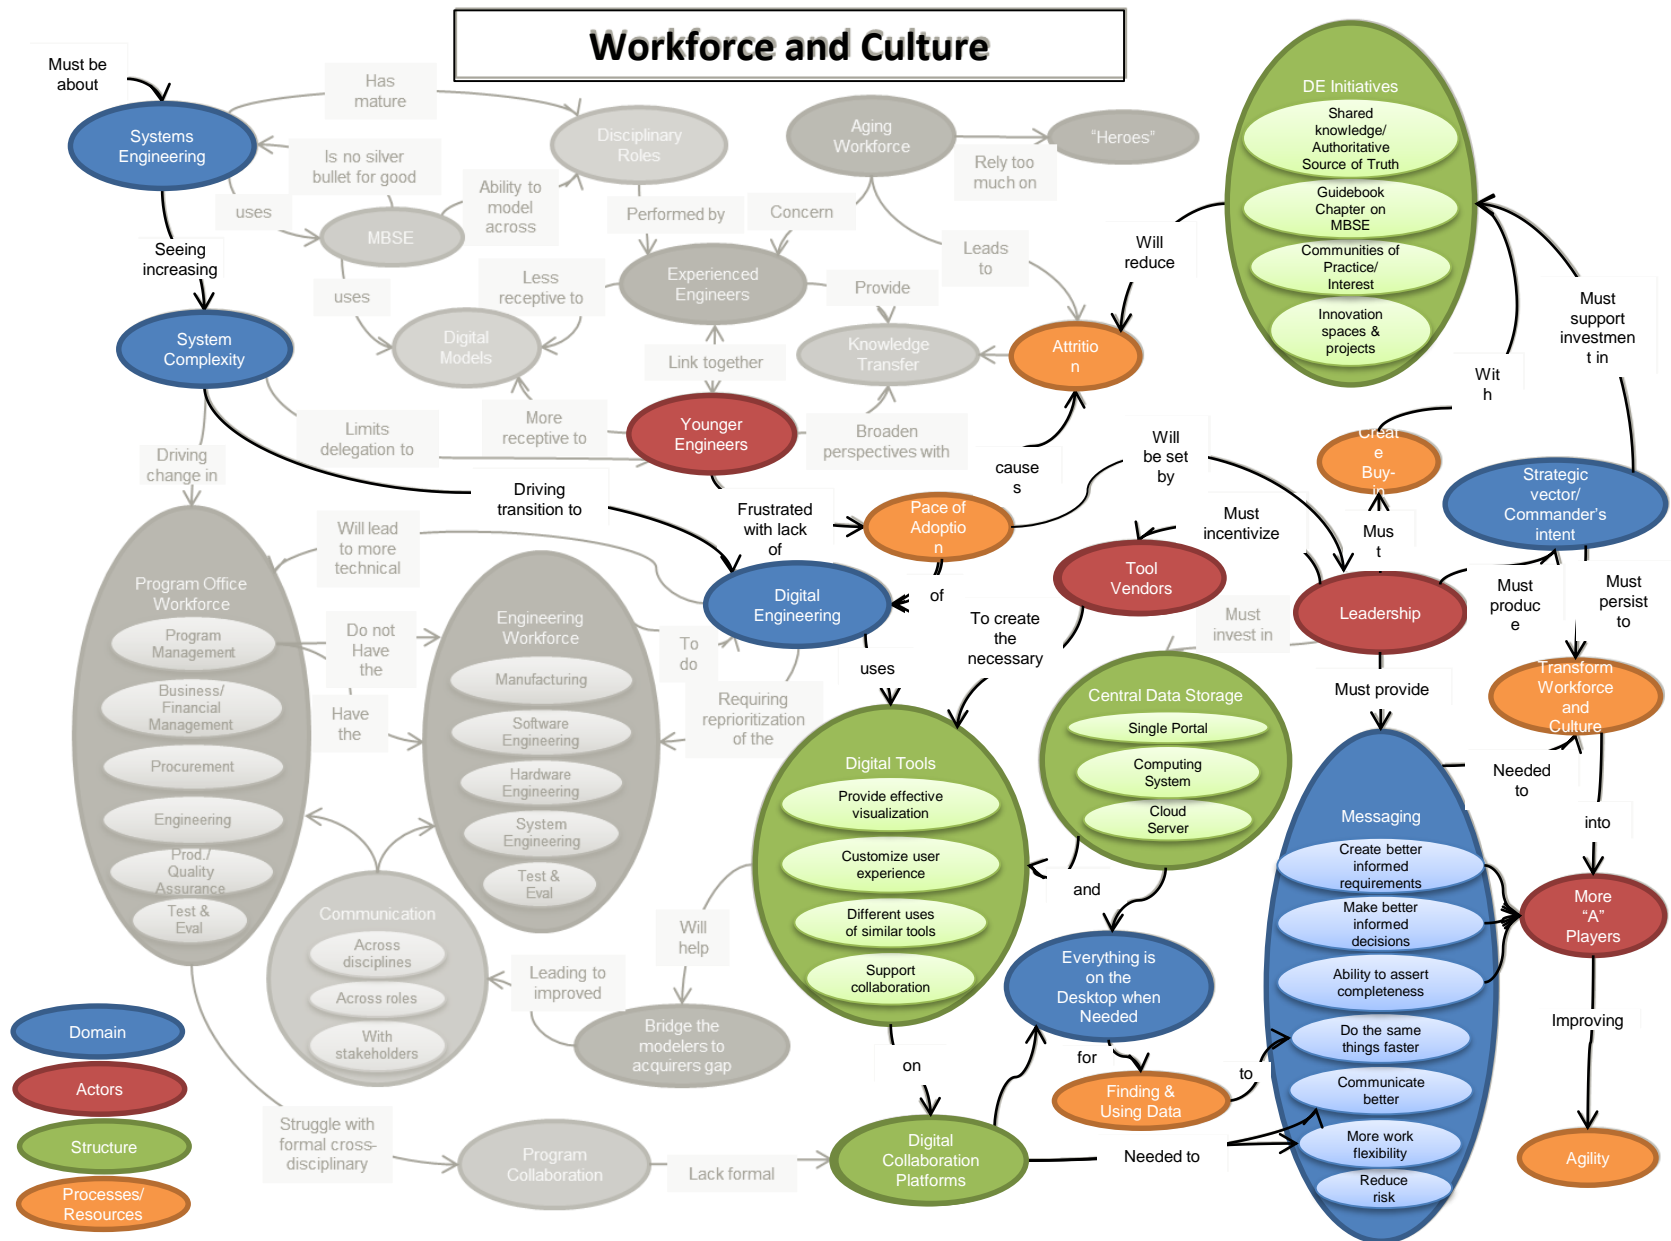 Workforce and Culture
Must be
about
Has
mature
Systems
Engineering
Disciplinary
Roles
Aging
Workforce
"Heroes"
Rely too
much on
DE Initiatives
Shared
knowledge/
Authoritative
Source of Truth
Guidebook
Chapter on
MBSE
Communities of
Practice/
Interest
Innovation
spaces &
projects
Is no silver
bullet for good
Ability to
model
across
uses
MBSE
Performed by
Concern
Seeing
increasing
Leads
to
Will
reduce
Experienced
Engineers
Less
receptive to
uses
Provide
Must
support
investmen
t in
System
Complexity
Digital
Models
Link together
Knowledge
Transfer
Attritio
n
Wit
h
Limits
delegation to
More
receptive to
Younger
Engineers
Broaden
perspectives with
Will
be set
by
Creat
e
Buy-
in
Driving
change in
cause
s
Strategic
vector/
Commander's
intent
Driving
transition to
Frustrated
with lack
of
Pace of
Adoptio
n
Must
incentivize
Mus
t
Will lead
to more
technical
Program Office
Workforce
Program
Management
Business/
Financial
Management
Procurement
Engineering
Prod./
Quality
Assurance
Test &
Eval
Do not
Have
the
Have
the
Engineering
Workforce
Manufacturing
Software
Engineering
Hardware
Engineering
System
Engineering
Test &
Eval
To
do
Digital
Engineering
of
Tool
Vendors
Leadership
Must
produc
e
Must
persist
to
To create
the
necessary
Must
invest in
uses
Requiring
reprioritization
of the
Central Data Storage
Single Portal
Computing
System
Cloud
Server
Must provide
Transform
Workforce
and
Culture
Digital Tools
Provide effective
visualization
Customize user
experience
Different uses
of similar tools
Support
collaboration
and
Needed
to
into
Messaging
Create better
informed
requirements
Make better
informed
decisions
Ability to assert
completeness
Do the same
things faster
Communicate
better
More work
flexibility
Reduce
risk
More
"A"
Players
Communication
Across
disciplines
Across roles
With
stakeholders
Will
help
Leading to
improved
Bridge the
modelers to
acquirers gap
Everything is
on the
Desktop when
Needed
Improving
on
for
to
Finding &
Using Data
Domain
Actors
Structure
Processes/
Resources
Struggle with
formal cross-
disciplinary
Program
Collaboration
Lack formal
Digital
Collaboration
Platforms
Needed to
Agility